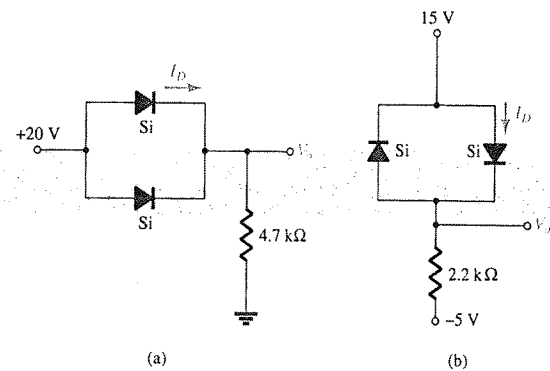 15 V
I_D
Si
+20 V
Si
V_o
4.7 kΩ
(a)
I_D
Si
Si
V_o
2.2 kΩ
–5 V
(b)